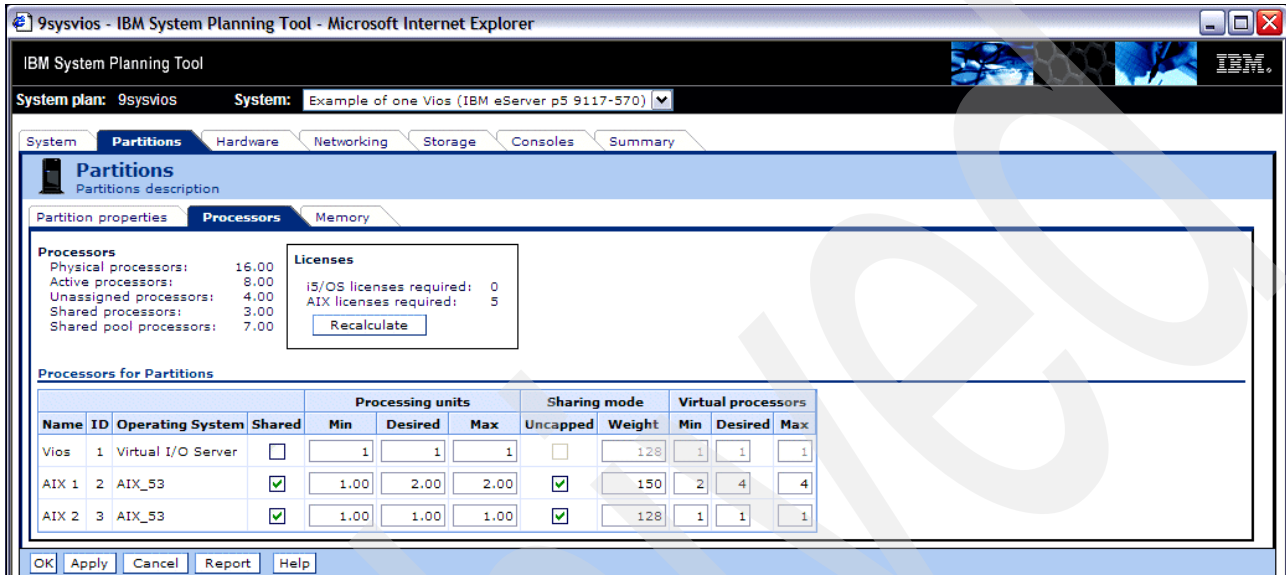 9sysvios - IBM System Planning Tool - Microsoft Internet Explorer
IBM System Planning Tool IBM.
System plan: 9sysvios System: Example of one Vios (IBM eServer p5 9117-570)
System Partitions Hardware Networking Storage Consoles Summary
Partitions
Partitions description
Partition properties Processors Memory
Processors
Physical processors: 16.00
Active processors: 8.00
Unassigned processors: 4.00
Shared processors: 3.00
Shared pool processors: 7.00
Licenses
i5/OS licenses required: 0
AIX licenses required: 5
Recalculate
Processors for Partitions
Processing units Sharing mode Virtual processors
Name ID Operating System Shared Min Desired Max Uncapped Weight Min Desired Max
Vios 1 Virtual I/O Server 1 1 1 128 1 1 1
AIX 1 2 AIX_53 1.00 2.00 2.00 150 2 4 4
AIX 2 3 AIX_53 1.00 1.00 1.00 128 1 1 1
OK Apply Cancel Report Help